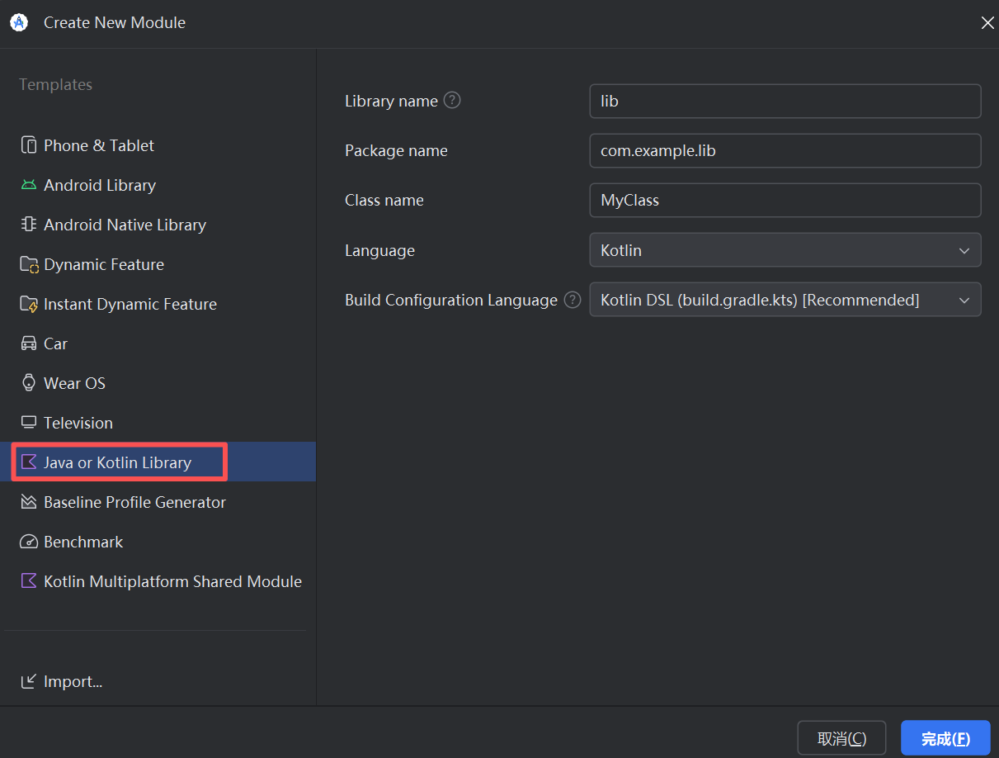 Create New Module
Templates
Phone & Tablet
Android Library
Android Native Library
Dynamic Feature
Instant Dynamic Feature
Car
Wear OS
Television
Java or Kotlin Library
Baseline Profile Generator
Benchmark
Kotlin Multiplatform Shared Module
Import...
Library name ?
lib
Package name
com.example.lib
Class name
MyClass
Language
Kotlin
Build Configuration Language ?
Kotlin DSL (build.gradle.kts) [Recommended]
取消(C)
完成(F)